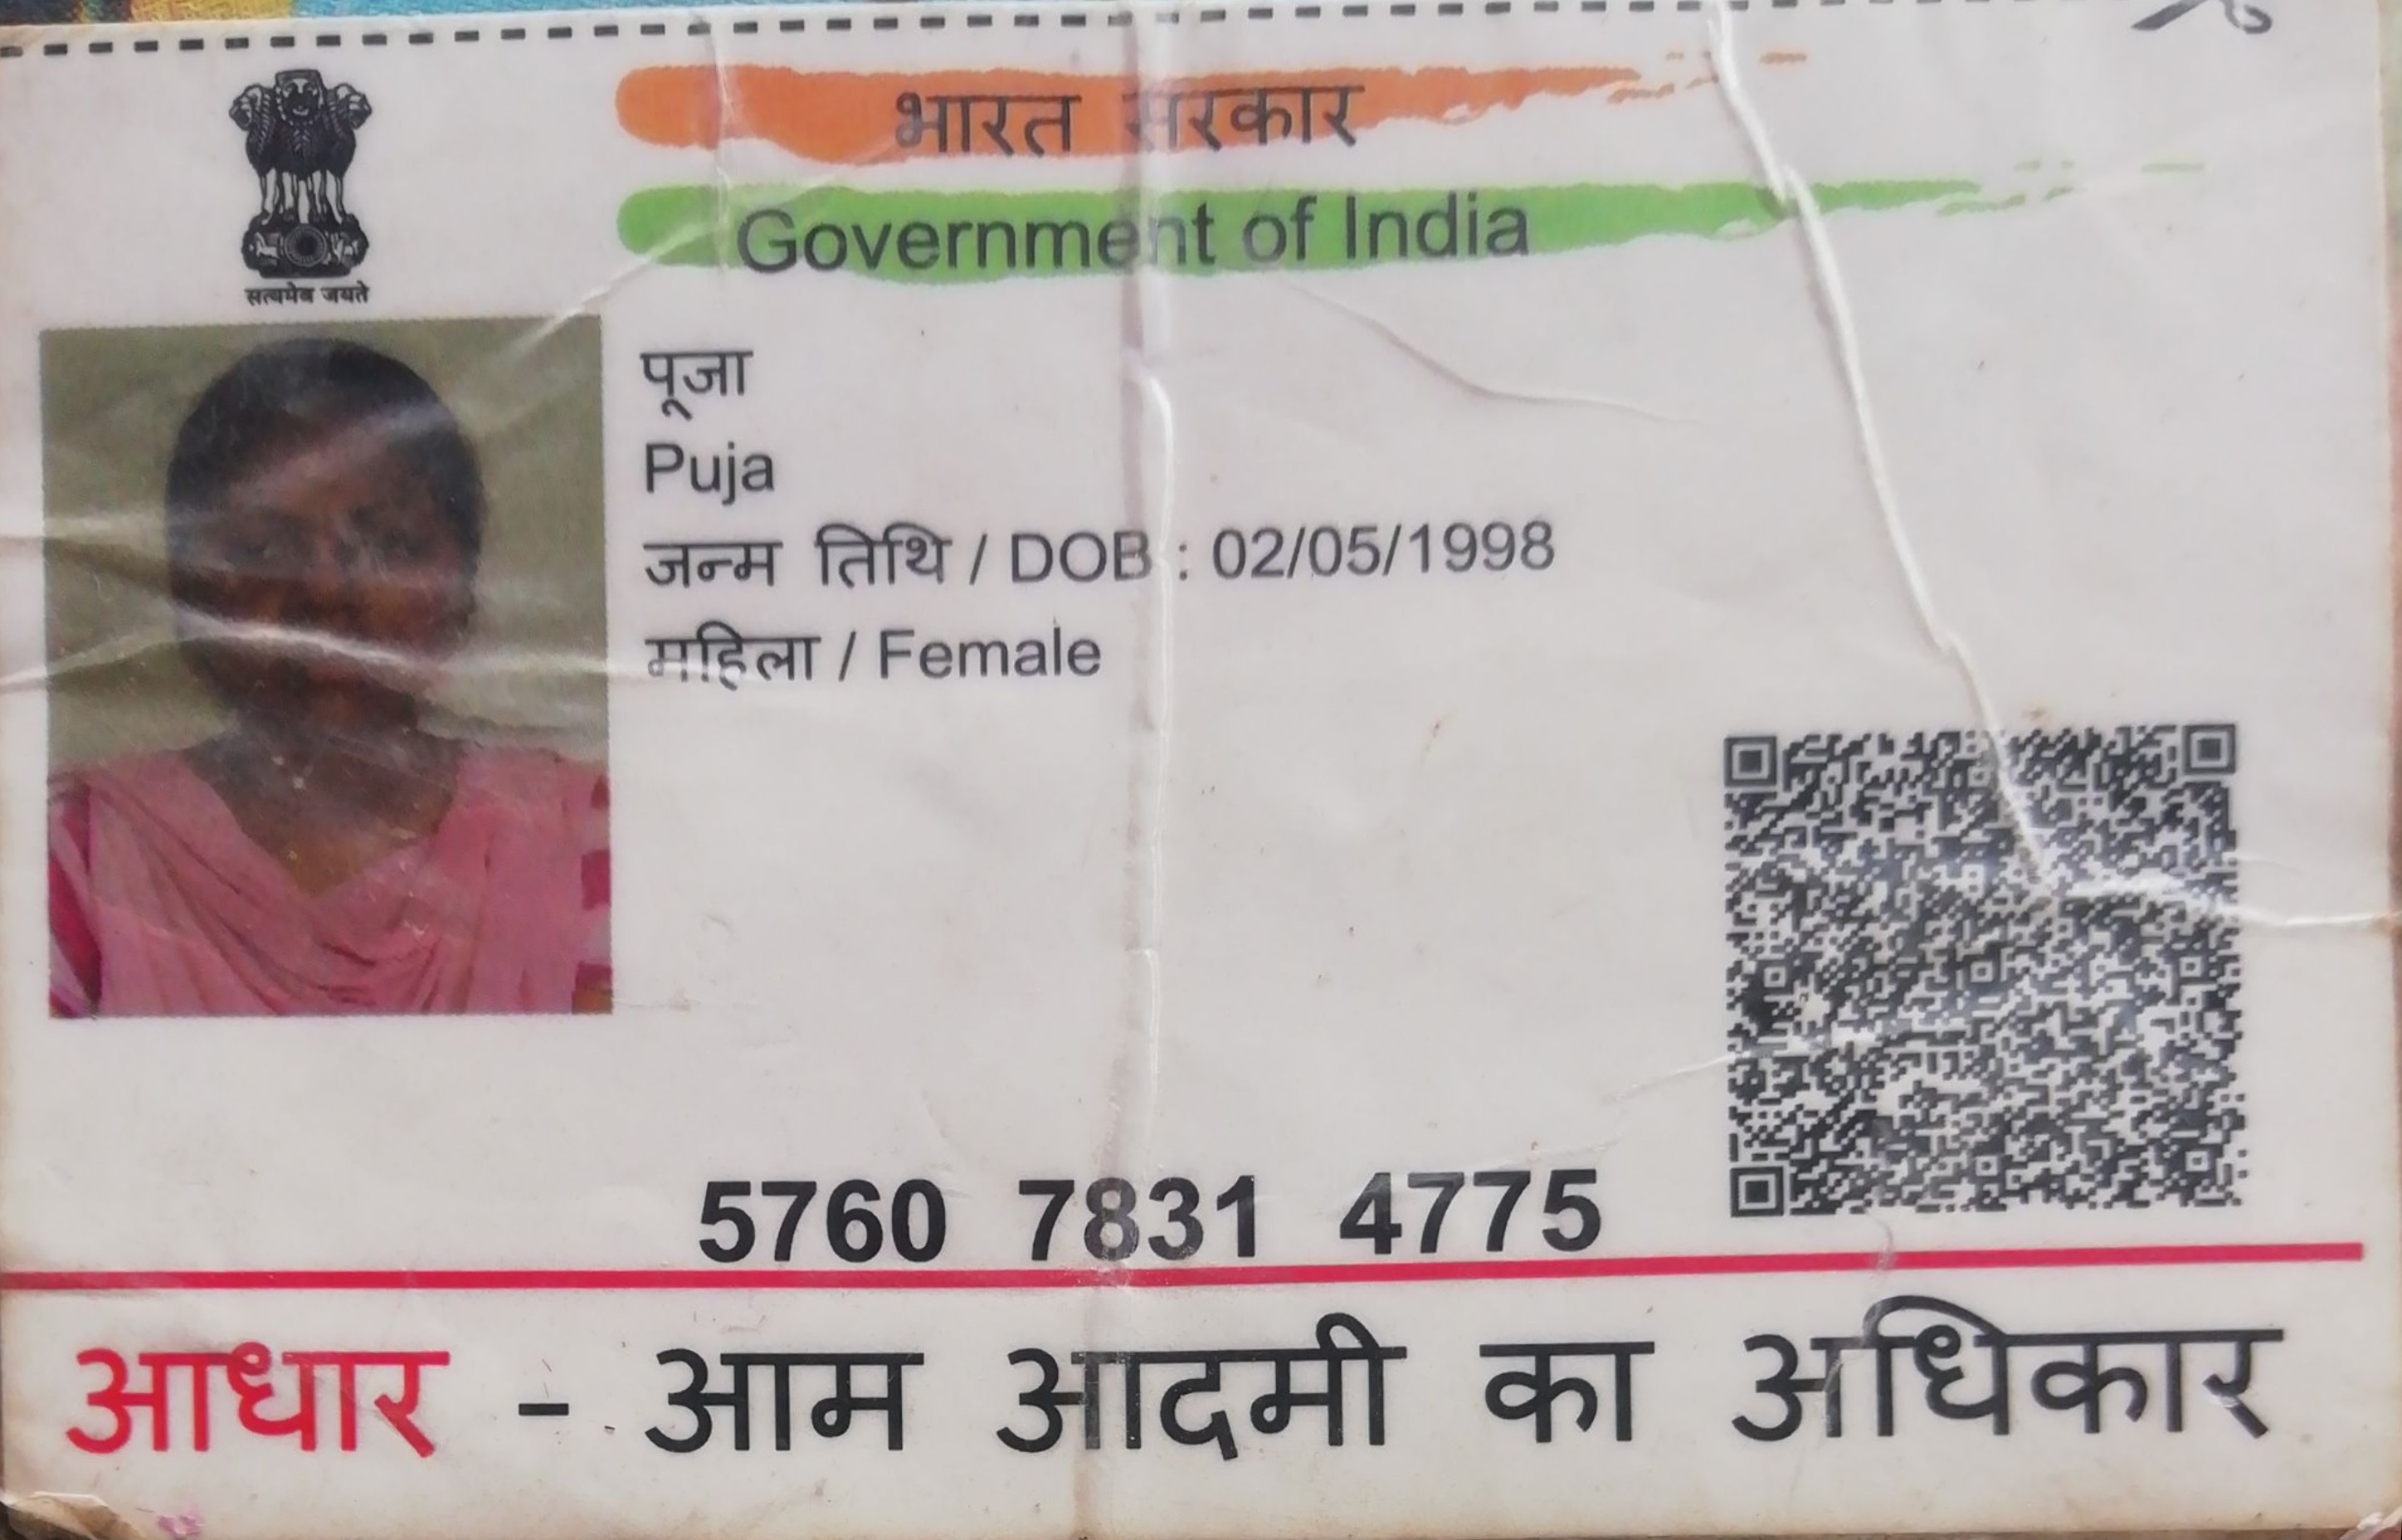 भारत सरकार
Government of India
सत्यमेव जयते
पूजा
Puja
जन्म तिथि / DOB : 02/05/1998
महिला / Female
5760 7831 4775
आधार - आम आदमी का अधिकार